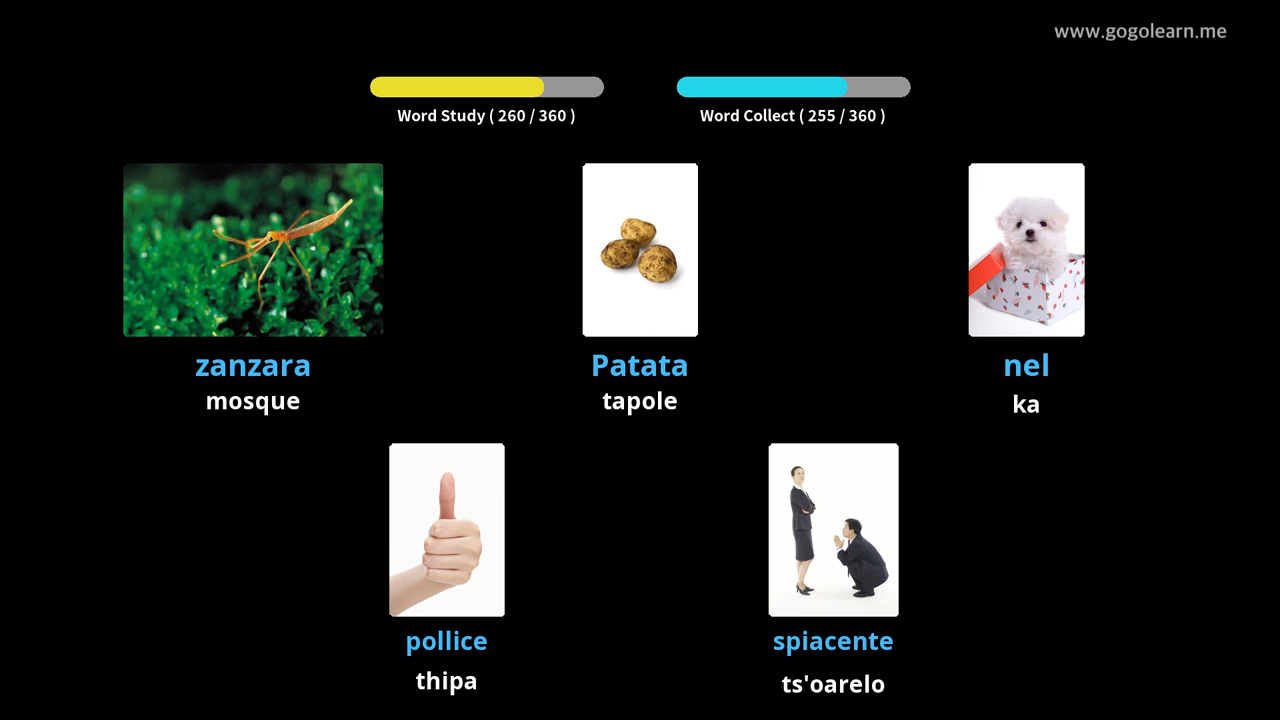 www.gogolearn.me
Word Study ( 260 / 360 )
Word Collect ( 255 / 360 )
zanzara
mosque
Patata
tapole
nel
ka
pollice
thipa
spiacente
ts'oarelo